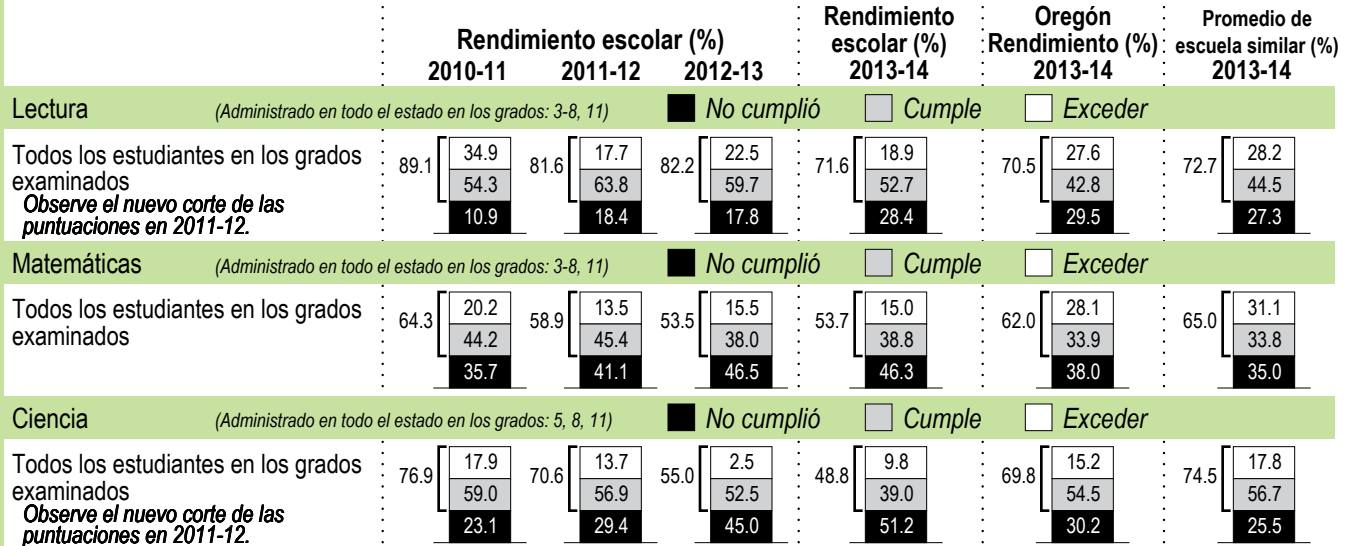 Rendimiento escolar (%)
2010-11 2011-12 2012-13
Rendimiento
escolar (%)
2013-14
Oregón
Rendimiento (%)
2013-14
Promedio de
escuela similar (%)
2013-14
Lectura (Administrado en todo el estado en los grados: 3-8, 11) No cumplió Cumple Exceder
Todos los estudiantes en los grados
examinados
Observe el nuevo corte de las
puntuaciones en 2011-12.
89.1 34.9 81.6 17.7 82.2 22.5 71.6 18.9 70.5 27.6 72.7 28.2
54.3 63.8 59.7 52.7 42.8 44.5
10.9 18.4 17.8 28.4 29.5 27.3
Matemáticas (Administrado en todo el estado en los grados: 3-8, 11) No cumplió Cumple Exceder
Todos los estudiantes en los grados
examinados
64.3 20.2 58.9 13.5 53.5 15.5 53.7 15.0 62.0 28.1 65.0 31.1
44.2 45.4 38.0 38.8 33.9 33.8
35.7 41.1 46.5 46.3 38.0 35.0
Ciencia (Administrado en todo el estado en los grados: 5, 8, 11) No cumplió Cumple Exceder
Todos los estudiantes en los grados
examinados
Observe el nuevo corte de las
puntuaciones en 2011-12.
76.9 17.9 70.6 13.7 55.0 2.5 48.8 9.8 69.8 15.2 74.5 17.8
59.0 56.9 52.5 39.0 54.5 56.7
23.1 29.4 45.0 51.2 30.2 25.5